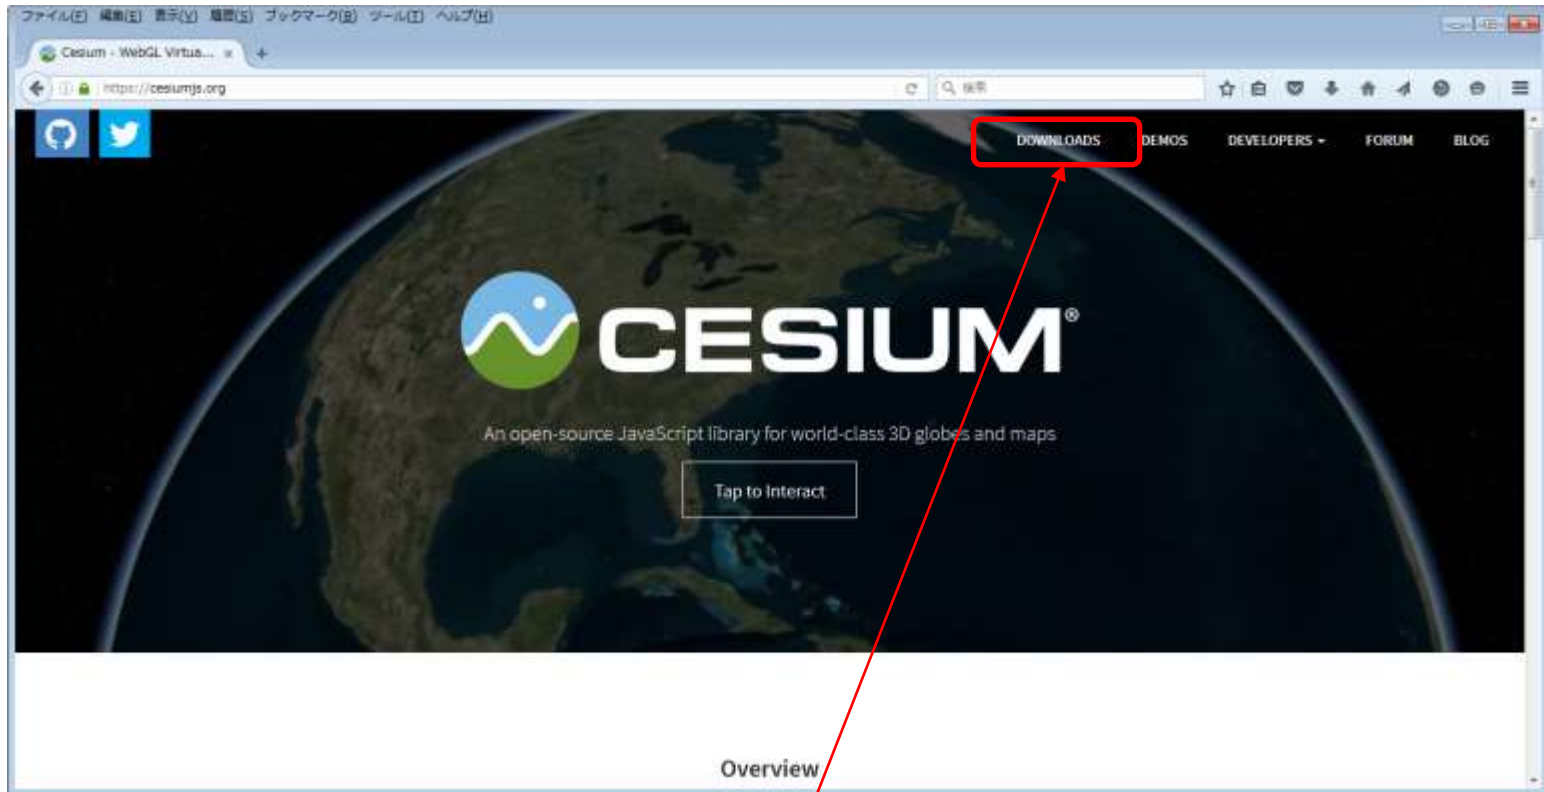 ファイル(F) 編集(E) 表示(V) 履歴(S) ブックマーク(B) ツール(T) ヘルプ(H)
Cesium - WebGL Virtua...
https://cesiumjs.org
検索
DOWNLOADS DEMOS DEVELOPERS FORUM BLOG
CESIUM®
An open-source JavaScript library for world-class 3D globes and maps
Tap to Interact
Overview